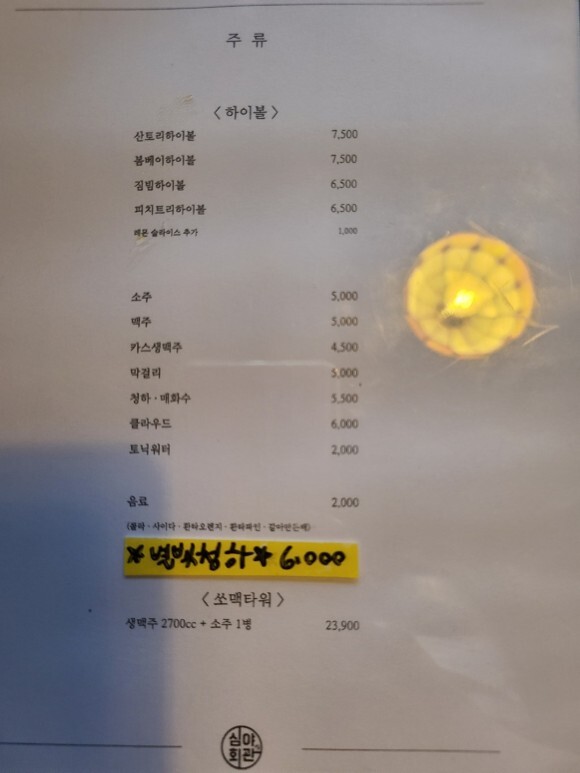 주 류
〈 하이볼 〉
산토리하이볼 7,500
봄베이하이볼 7,500
짐빔하이볼 6,500
피치트리하이볼 6,500
레몬 슬라이스 추가 1,000
소주 5,000
맥주 5,000
카스생맥주 4,500
막걸리 5,000
청하 · 매화수 5,500
클라우드 6,000
토닉워터 2,000
음료 2,000
(콜라 · 사이다 · 환타오렌지 · 환타파인 · 갈아만든배)
★별빛청하★ 6,000
〈 쏘맥타워 〉
생맥주 2700cc + 소주 1병 23,900
심야
회관